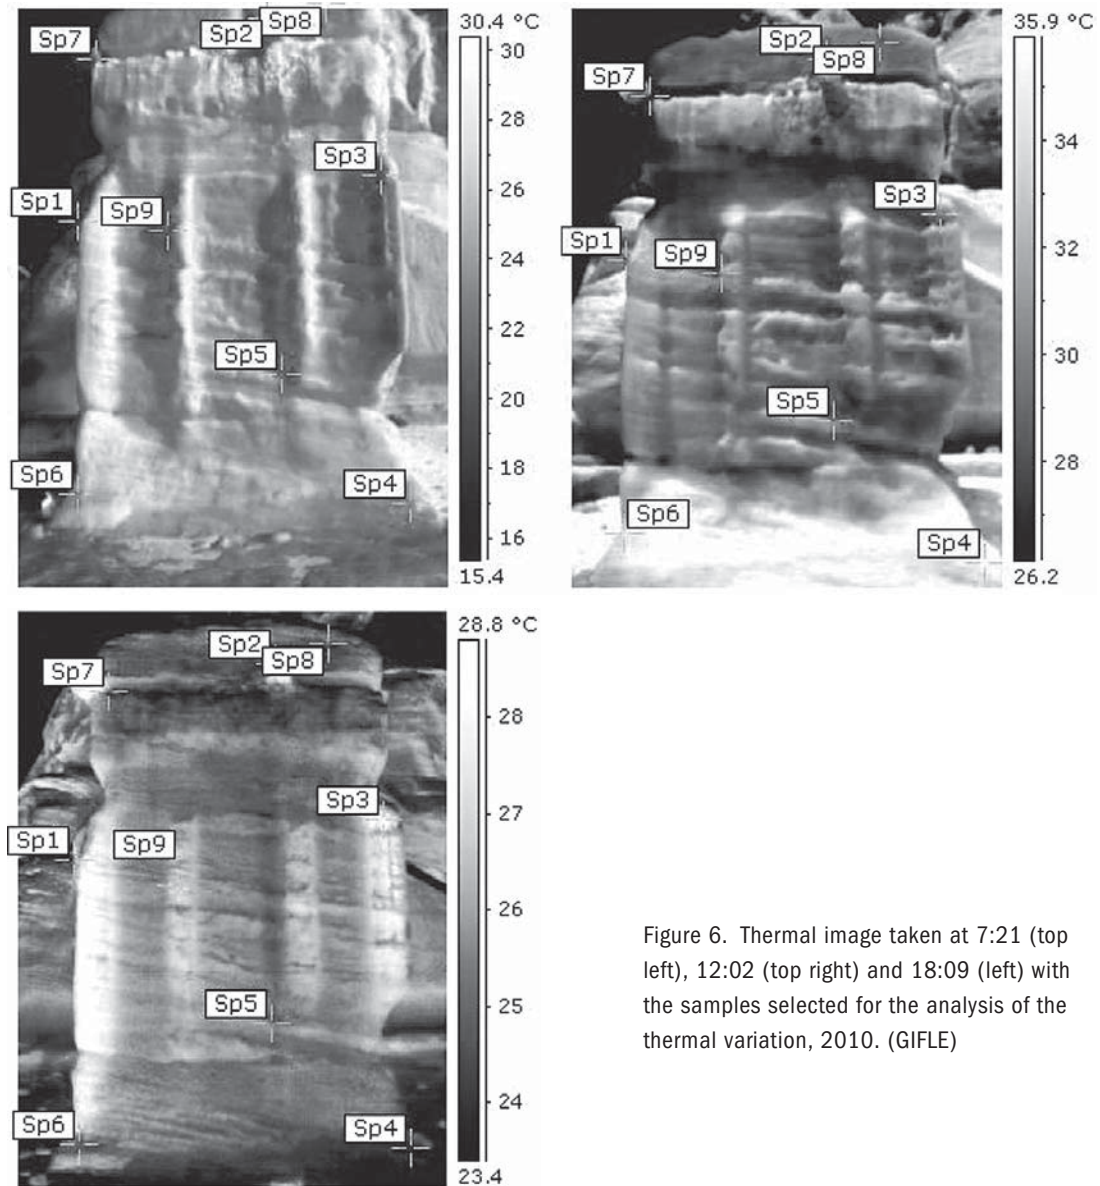 Sp2
Sp8
Sp7
Sp3
Sp1
Sp9
Sp5
Sp6
Sp4
30.4 °C
30
28
26
24
22
20
18
16
15.4
Sp2
Sp8
Sp7
Sp3
Sp1
Sp9
Sp5
Sp6
Sp4
35.9 °C
34
32
30
28
26.2
Sp2
Sp8
Sp7
Sp3
Sp1
Sp9
Sp5
Sp6
Sp4
28.8 °C
28
27
26
25
24
23.4
Figure 6. Thermal image taken at 7:21 (top
left), 12:02 (top right) and 18:09 (left) with
the samples selected for the analysis of the
thermal variation, 2010. (GIFLE)